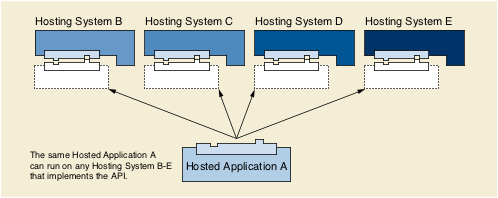 Hosting System B
Hosting System C
Hosting System D
Hosting System E
The same Hosted Application A
can run on any Hosting System B-E
that implements the API.
Hosted Application A